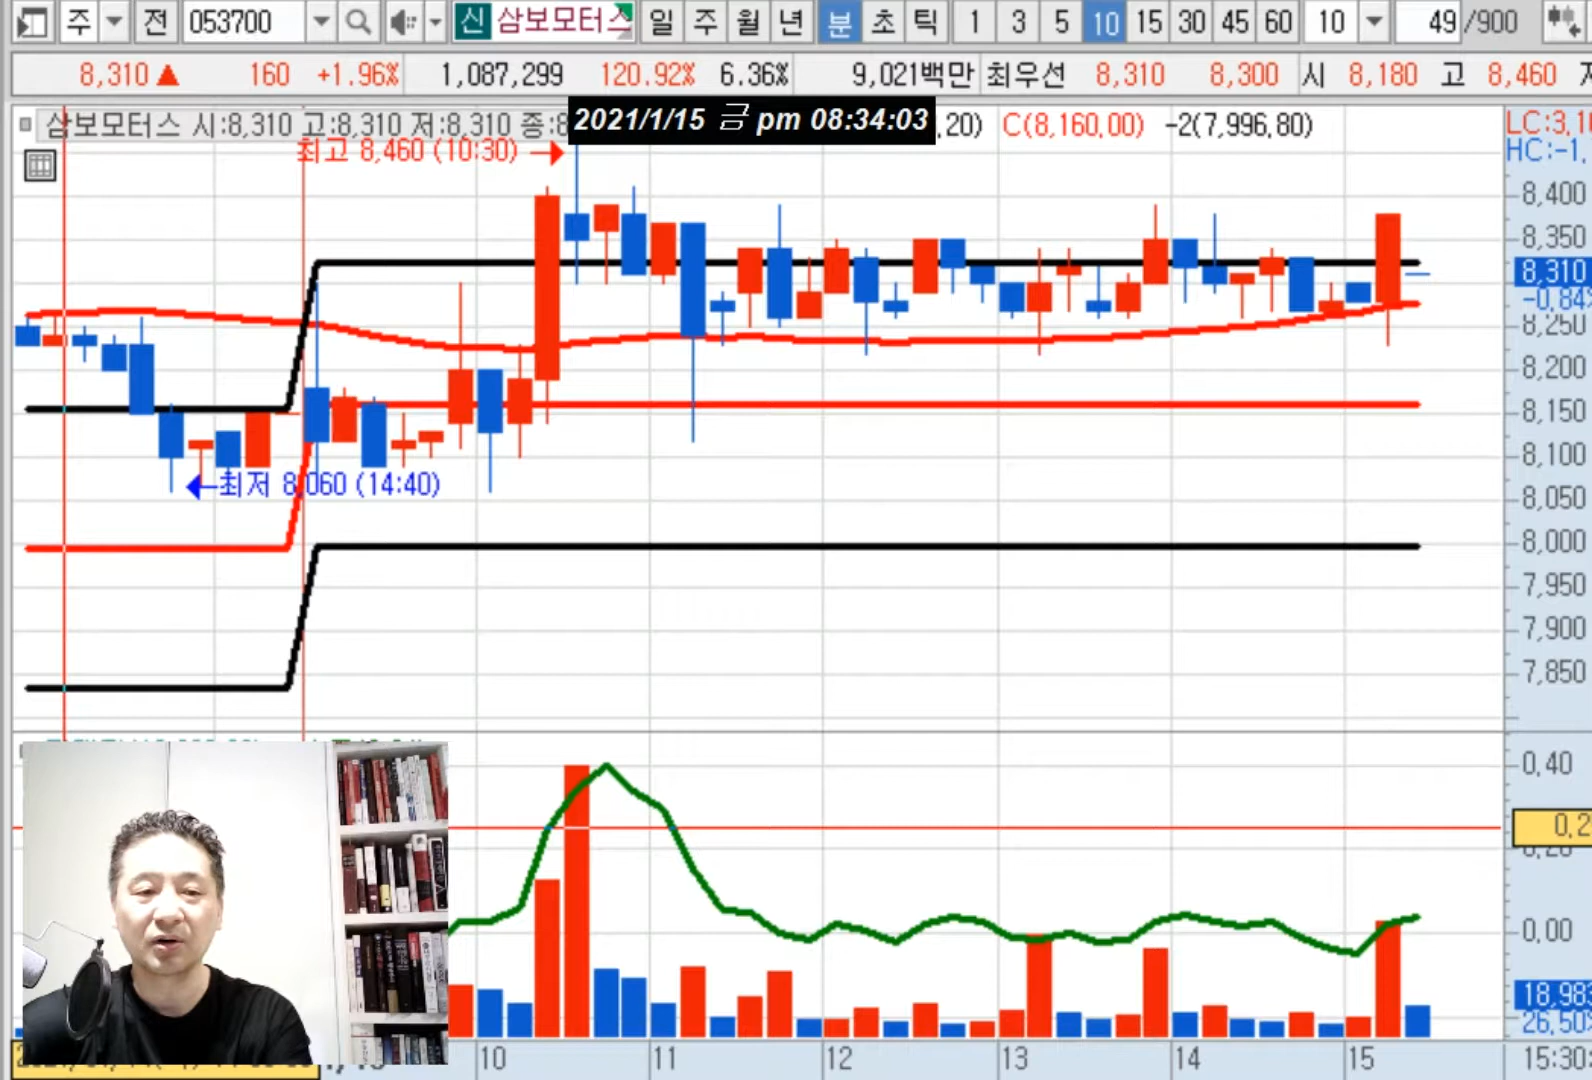 주 전 053700 신 삼보모터스 일 주 월 년 분 초 틱 1 3 5 10 15 30 45 60 10 49 /900
8,310 ▲ 160 +1.96% 1,087,299 120.92% 6.36% 9,021백만 최우선 8,310 8,300 시 8,180 고 8,460
삼보모터스 시:8,310 고:8,310 저:8,310 종:8 2021/1/15 금 pm 08:34:03 ,20) C(8,160,00) -2(7,996,80)
LC:3,1
HC:-1,
최고 8,460 (10:30)
8,400
8,350
8,310
-0,84%
8,250
8,200
8,150
8,100
최저 8,060 (14:40)
8,050
8,000
7,950
7,900
7,850
0,40
0,2
0,20
0,00
18,983
26,50%
10 11 12 13 14 15 15:30: